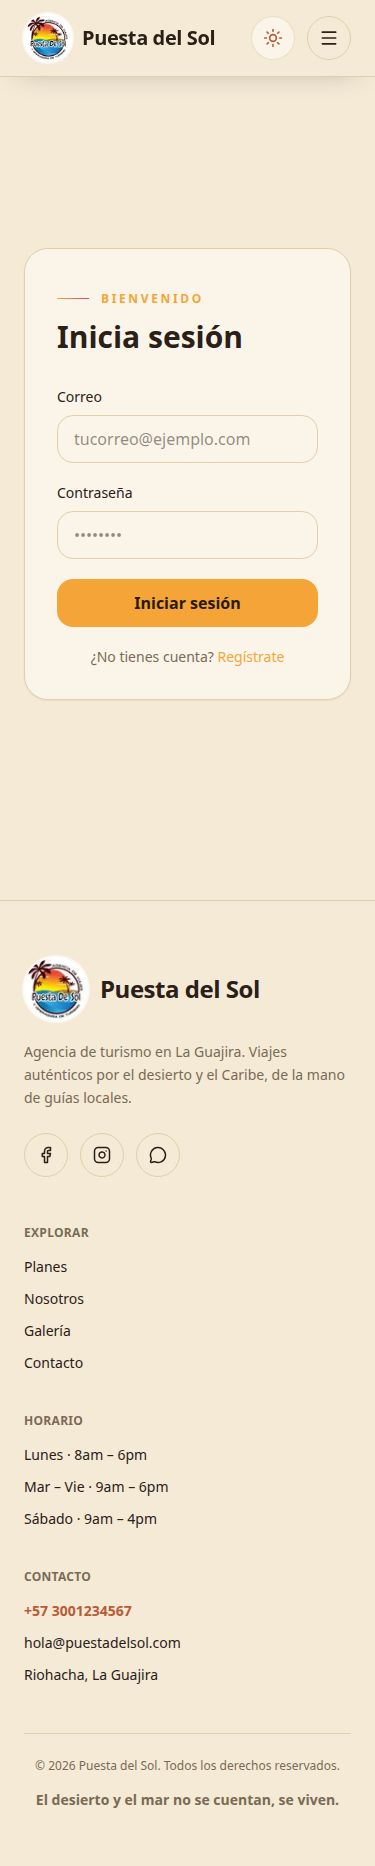 Puesta del Sol
BIENVENIDO
Inicia sesión
Correo
tucorreo@ejemplo.com
Contraseña
••••••••
Iniciar sesión
¿No tienes cuenta? Regístrate
Puesta Del Sol
Puesta del Sol
Agencia de turismo en La Guajira. Viajes
auténticos por el desierto y el Caribe, de la mano
de guías locales.
EXPLORAR
Planes
Nosotros
Galería
Contacto
HORARIO
Lunes · 8am – 6pm
Mar – Vie · 9am – 6pm
Sábado · 9am – 4pm
CONTACTO
+57 3001234567
hola@puestadelsol.com
Riohacha, La Guajira
© 2026 Puesta del Sol. Todos los derechos reservados.
El desierto y el mar no se cuentan, se viven.